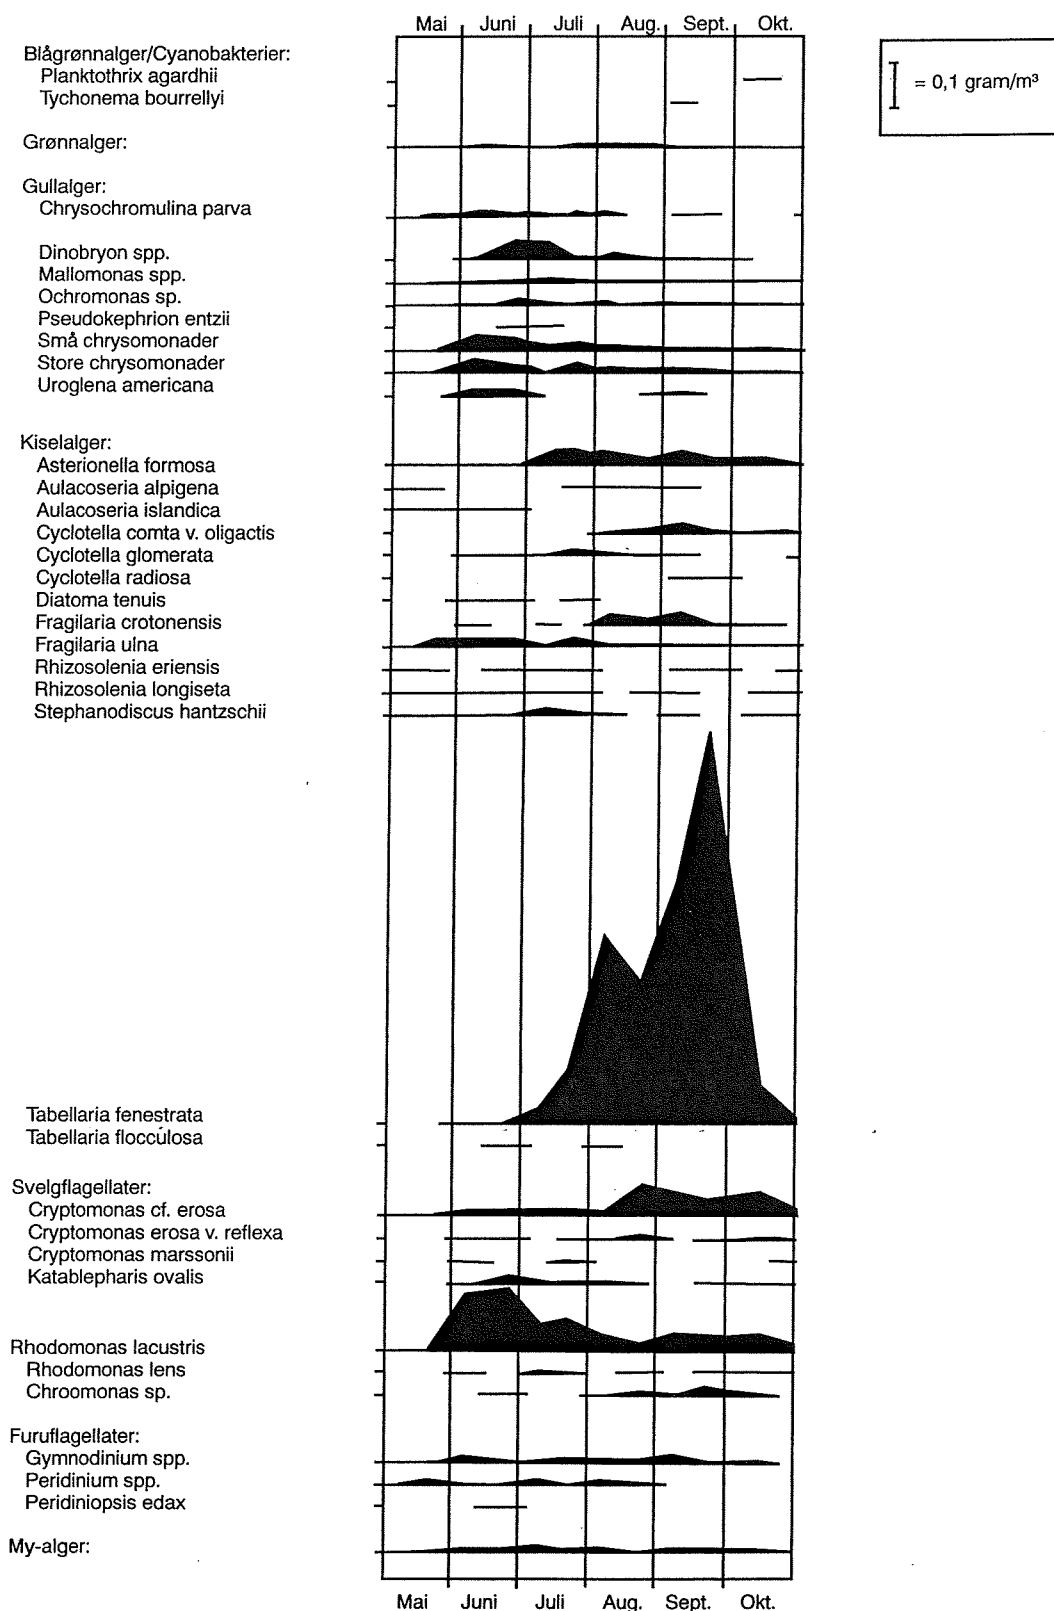 Mai Juni Juli Aug. Sept. Okt.
Blågrønnalger/Cyanobakterier:
Planktothrix agardhii
Tychonema bourrellyi
= 0,1 gram/m³
Grønnalger:
Gullalger:
Chrysochromulina parva
Dinobryon spp.
Mallomonas spp.
Ochromonas sp.
Pseudokephrion entzii
Små chrysomonader
Store chrysomonader
Uroglena americana
Kiselalger:
Asterionella formosa
Aulacoseria alpigena
Aulacoseria islandica
Cyclotella comta v. oligactis
Cyclotella glomerata
Cyclotella radiosa
Diatoma tenuis
Fragilaria crotonensis
Fragilaria ulna
Rhizosolenia eriensis
Rhizosolenia longiseta
Stephanodiscus hantzschii
Tabellaria fenestrata
Tabellaria flocculosa
Svelgflagellater:
Cryptomonas cf. erosa
Cryptomonas erosa v. reflexa
Cryptomonas marssonii
Katablepharis ovalis
Rhodomonas lacustris
Rhodomonas lens
Chroomonas sp.
Furuflagellater:
Gymnodinium spp.
Peridinium spp.
Peridiniopsis edax
My-alger:
Mai Juni Juli Aug. Sept. Okt.